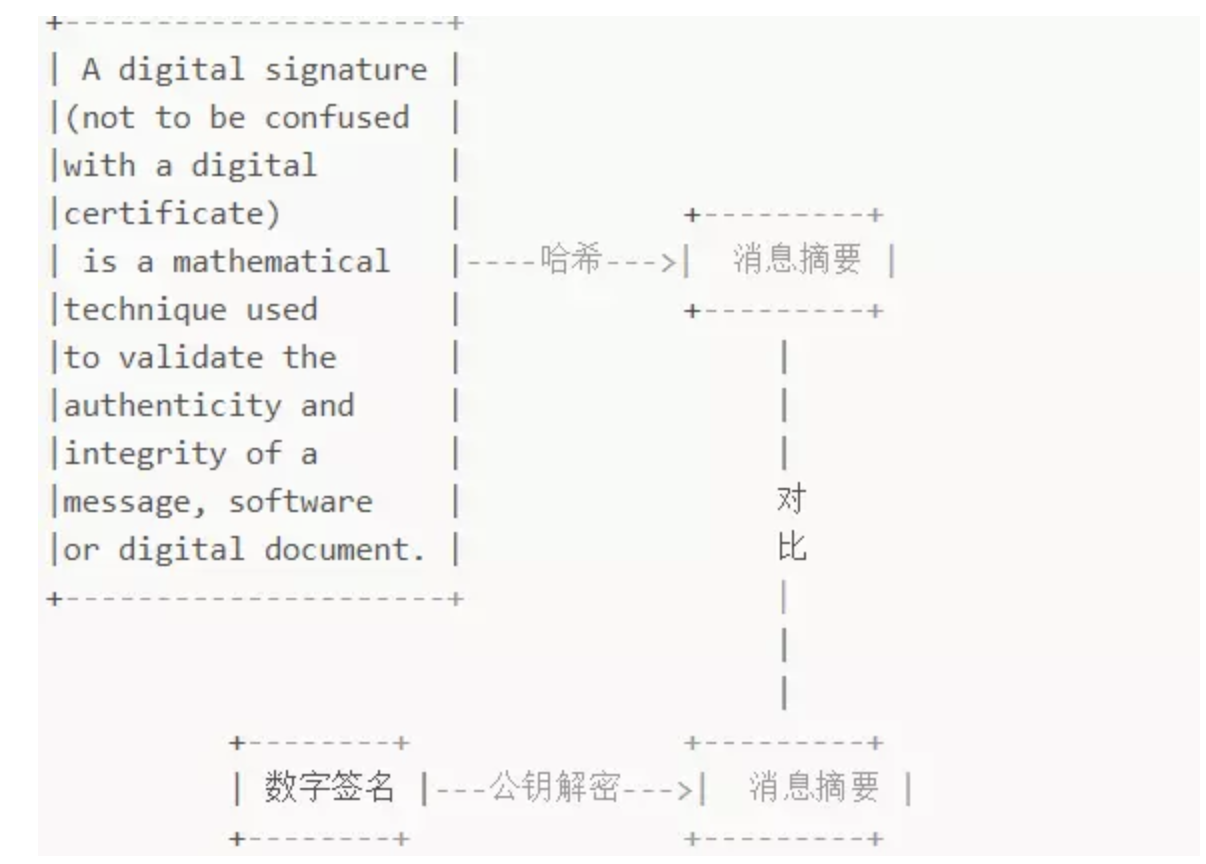 +---------------------+
| A digital signature |
|(not to be confused |
|with a digital |
|certificate) | +---------+
| is a mathematical |----哈希--->| 消息摘要 |
|technique used | +---------+
|to validate the | |
|authenticity and | |
|integrity of a | |
|message, software | 对
|or digital document. | 比
+---------------------+ |
|
|
+--------+ +---------+
| 数字签名 |---公钥解密--->| 消息摘要 |
+--------+ +---------+